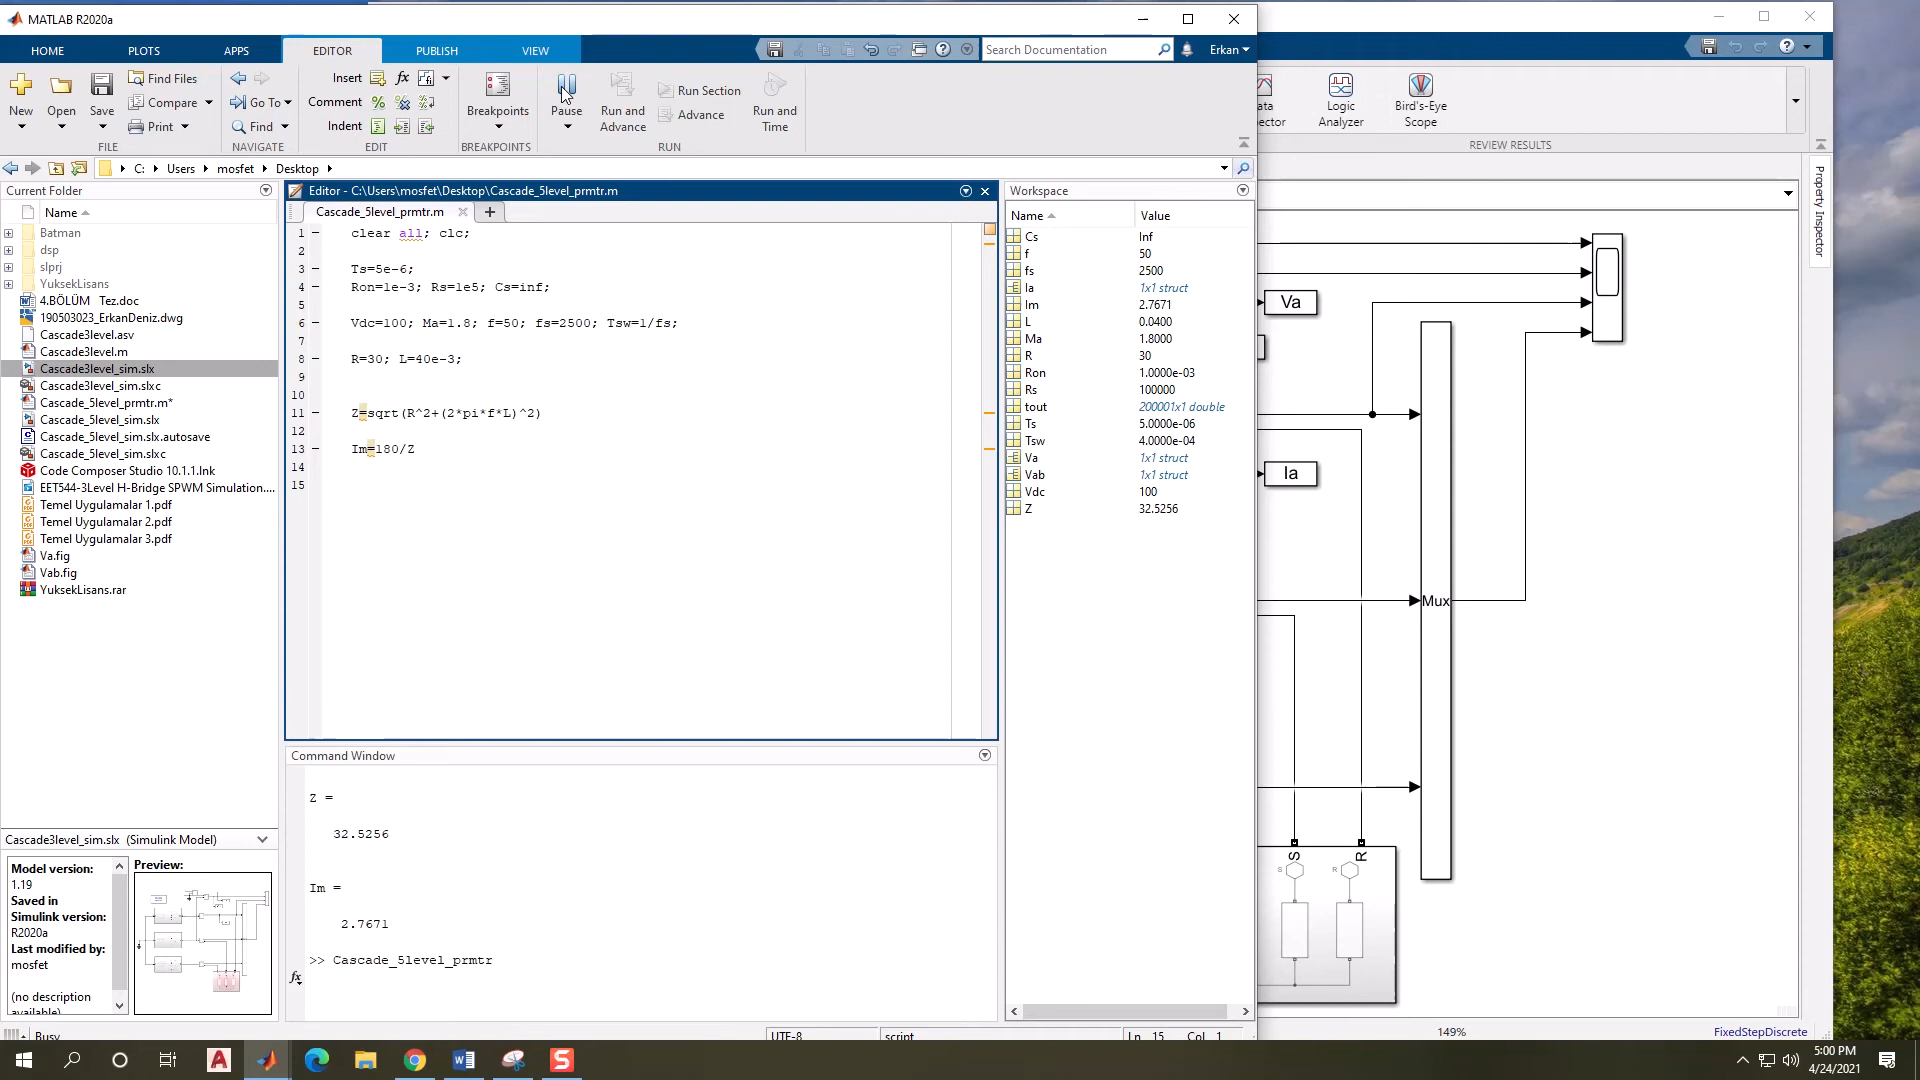 MATLAB R2020a
HOME PLOTS APPS EDITOR PUBLISH VIEW
Search Documentation
Erkan
New
Open
Save
Find Files
Compare
Print
FILE
Go To
Find
NAVIGATE
Insert
Comment
Indent
EDIT
Breakpoints
BREAKPOINTS
Pause
Run and Advance
Run Section
Advance
Run and Time
RUN
Logic Analyzer
Bird's-Eye Scope
REVIEW RESULTS
C: Users mosfet Desktop
Current Folder
Name
Batman
dsp
slprj
YuksekLisans
4.BÖLÜM Tez.doc
190503023_ErkanDeniz.dwg
Cascade3level.asv
Cascade3level.m
Cascade3level_sim.slx
Cascade3level_sim.slxc
Cascade_5level_prmtr.m*
Cascade_5level_sim.slx
Cascade_5level_sim.slx.autosave
Cascade_5level_sim.slxc
Code Composer Studio 10.1.1.lnk
EET544-3Level H-Bridge SPWM Simulation....
Temel Uygulamalar 1.pdf
Temel Uygulamalar 2.pdf
Temel Uygulamalar 3.pdf
Va.fig
Vab.fig
YuksekLisans.rar
Cascade3level_sim.slx (Simulink Model)
Model version:
1.19
Saved in
Simulink version:
R2020a
Last modified by:
mosfet
(no description
available)
Preview:
Busy
Editor - C:\Users\mosfet\Desktop\Cascade_5level_prmtr.m
Cascade_5level_prmtr.m
1 clear all; clc;
2
3 Ts=5e-6;
4 Ron=1e-3; Rs=1e5; Cs=inf;
5
6 Vdc=100; Ma=1.8; f=50; fs=2500; Tsw=1/fs;
7
8 R=30; L=40e-3;
9
10
11 Z=sqrt(R^2+(2*pi*f*L)^2)
12
13 Im=180/Z
14
15
Command Window
Z =
32.5256
Im =
2.7671
>> Cascade_5level_prmtr
fx
UTF-8 script Ln 15 Col 1
Workspace
Name Value
Cs Inf
f 50
fs 2500
Ia 1x1 struct
Im 2.7671
L 0.0400
Ma 1.8000
R 30
Ron 1.0000e-03
Rs 100000
tout 200001x1 double
Ts 5.0000e-06
Tsw 4.0000e-04
Va 1x1 struct
Vab 1x1 struct
Vdc 100
Z 32.5256
Va
Ia
Mux
S
R
S
R
Property Inspector
149%
FixedStepDiscrete
5:00 PM
4/24/2021